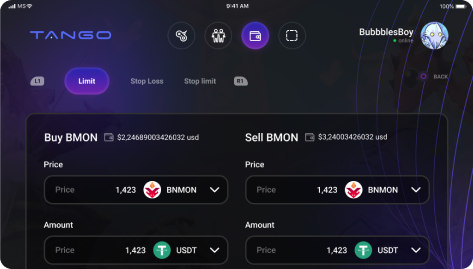 MS
9:41 AM
100%
TANGO
BubbblesBoy
online
L1
Limit
Stop Loss
Stop limit
R1
BACK
Buy BMON
$2,24689003426032 usd
Sell BMON
$3,24003426032 usd
Price
Price
Price 1,423 BNMON
Price 1,423 BNMON
Amount
Amount
Price 1,423 USDT
Price 1,423 USDT